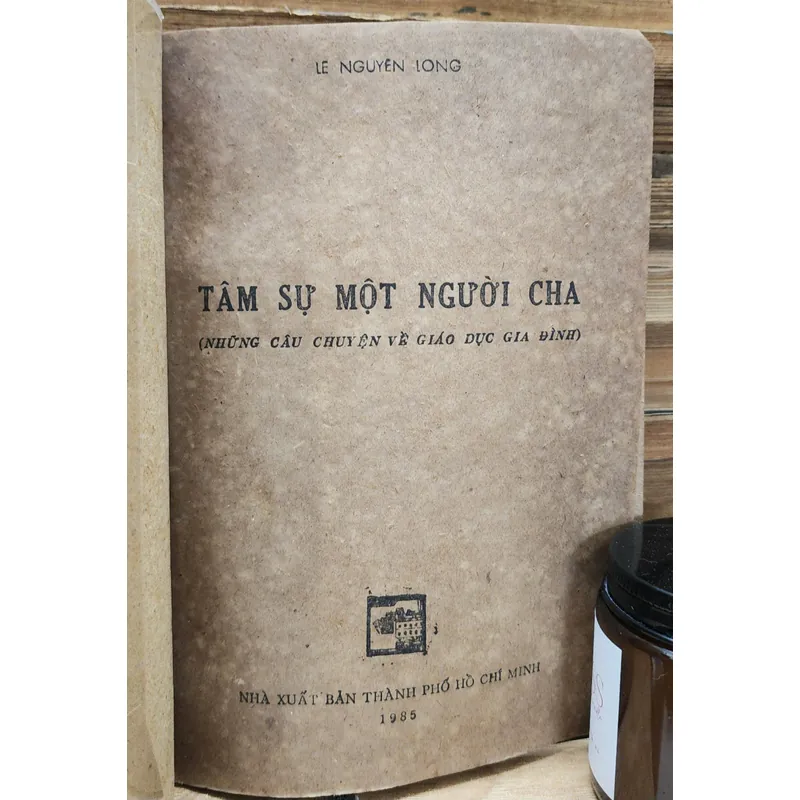 LÊ NGUYÊN LONG
TÂM SỰ MỘT NGƯỜI CHA
(NHỮNG CÂU CHUYỆN VỀ GIÁO DỤC GIA ĐÌNH)
NHÀ XUẤT BẢN THÀNH PHỐ HỒ CHÍ MINH
1985